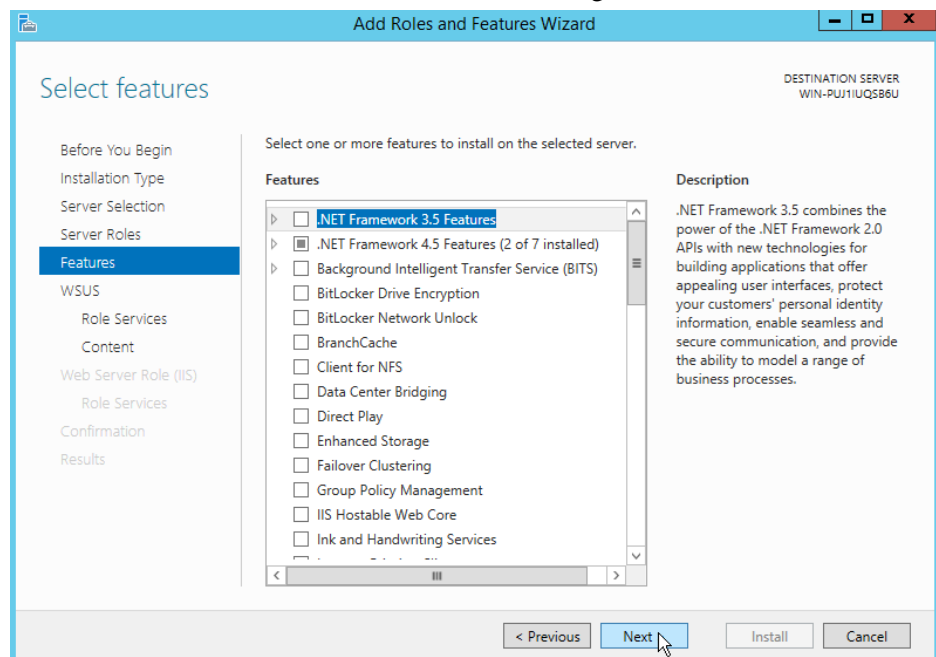 Add Roles and Features Wizard
Select features
DESTINATION SERVER
WIN-PUJ1IUQSB6U
Before You Begin
Installation Type
Server Selection
Server Roles
Features
WSUS
Role Services
Content
Web Server Role (IIS)
Role Services
Confirmation
Results
Select one or more features to install on the selected server.
Features
.NET Framework 3.5 Features
.NET Framework 4.5 Features (2 of 7 installed)
Background Intelligent Transfer Service (BITS)
BitLocker Drive Encryption
BitLocker Network Unlock
BranchCache
Client for NFS
Data Center Bridging
Direct Play
Enhanced Storage
Failover Clustering
Group Policy Management
IIS Hostable Web Core
Ink and Handwriting Services
Description
.NET Framework 3.5 combines the
power of the .NET Framework 2.0
APIs with new technologies for
building applications that offer
appealing user interfaces, protect
your customers' personal identity
information, enable seamless and
secure communication, and provide
the ability to model a range of
business processes.
< Previous
Next
Install
Cancel